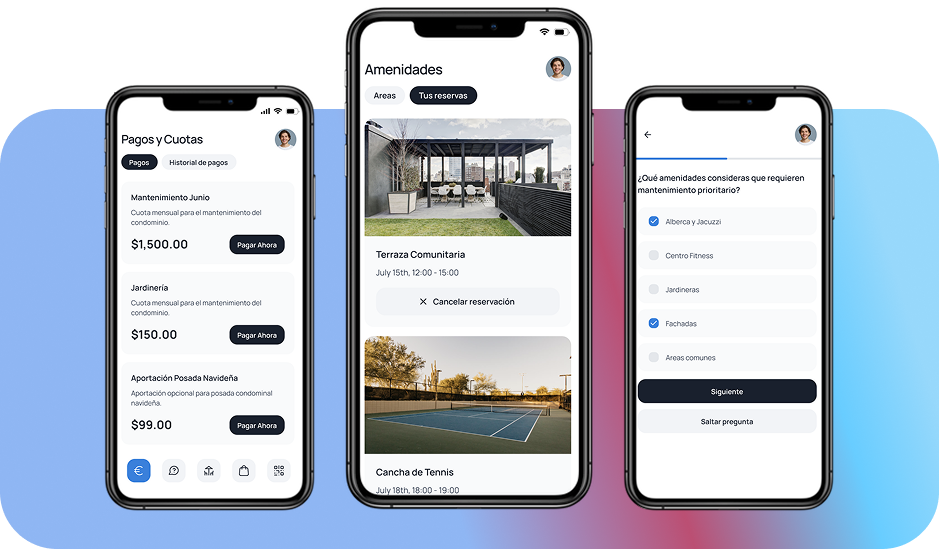 Pagos y Cuotas
Pagos
Historial de pagos
Mantenimiento Junio
Cuota mensual para el mantenimiento del
condominio.
$1,500.00
Pagar Ahora
Jardinería
Cuota mensual para el mantenimiento del
condominio.
$150.00
Pagar Ahora
Aportación Posada Navideña
Aportación opcional para posada condominal
navideña.
$99.00
Pagar Ahora
Amenidades
Areas
Tus reservas
Terraza Comunitaria
July 15th, 12:00 - 15:00
Cancelar reservación
Cancha de Tennis
July 18th, 18:00 - 19:00
¿Qué amenidades consideras que requieren
mantenimiento prioritario?
Alberca y Jacuzzi
Centro Fitness
Jardineras
Fachadas
Areas comunes
Siguiente
Saltar pregunta